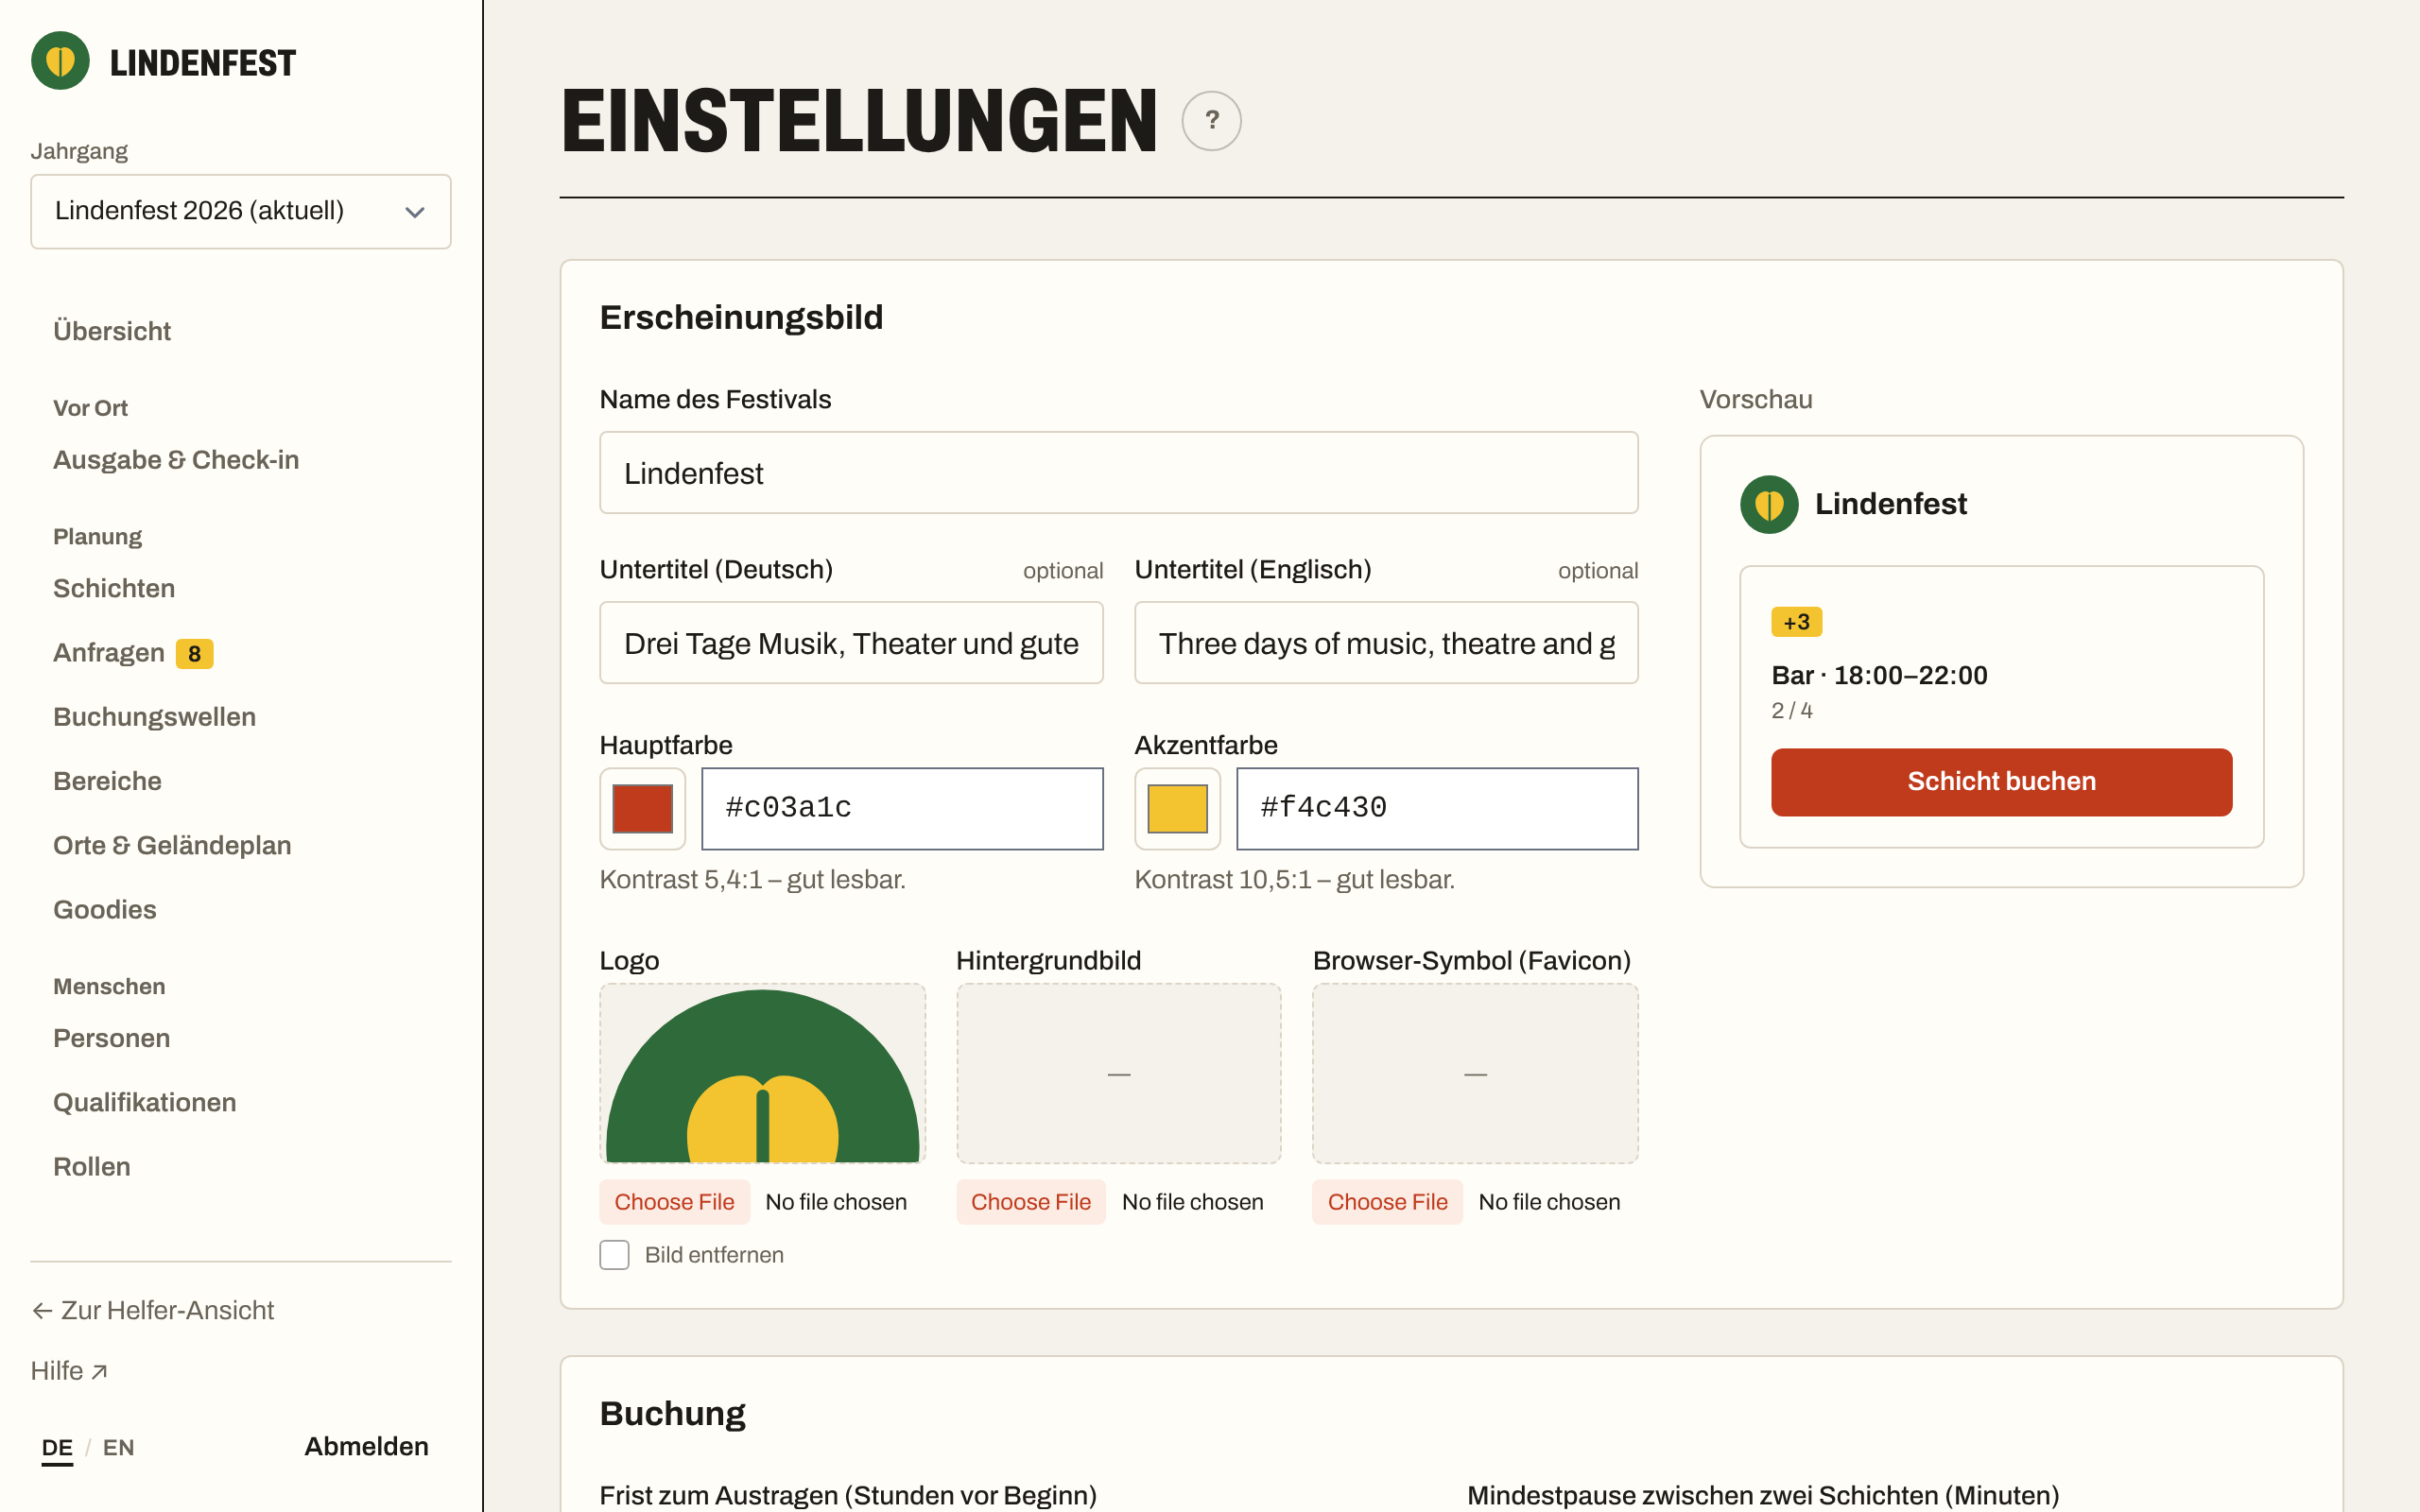 LINDENFEST
Jahrgang
Lindenfest 2026 (aktuell)
Übersicht
Vor Ort
Ausgabe & Check-in
Planung
Schichten
Anfragen 8
Buchungswellen
Bereiche
Orte & Geländeplan
Goodies
Menschen
Personen
Qualifikationen
Rollen
← Zur Helfer-Ansicht
Hilfe ↗
DE / EN
Abmelden
EINSTELLUNGEN ?
Erscheinungsbild
Name des Festivals
Lindenfest
Untertitel (Deutsch) optional
Drei Tage Musik, Theater und gute
Untertitel (Englisch) optional
Three days of music, theatre and g
Hauptfarbe
#c03a1c
Kontrast 5,4:1 – gut lesbar.
Akzentfarbe
#f4c430
Kontrast 10,5:1 – gut lesbar.
Logo
Choose File No file chosen
Bild entfernen
Hintergrundbild
—
Choose File No file chosen
Browser-Symbol (Favicon)
—
Choose File No file chosen
Vorschau
Lindenfest
+3
Bar · 18:00–22:00
2 / 4
Schicht buchen
Buchung
Frist zum Austragen (Stunden vor Beginn)
Mindestpause zwischen zwei Schichten (Minuten)